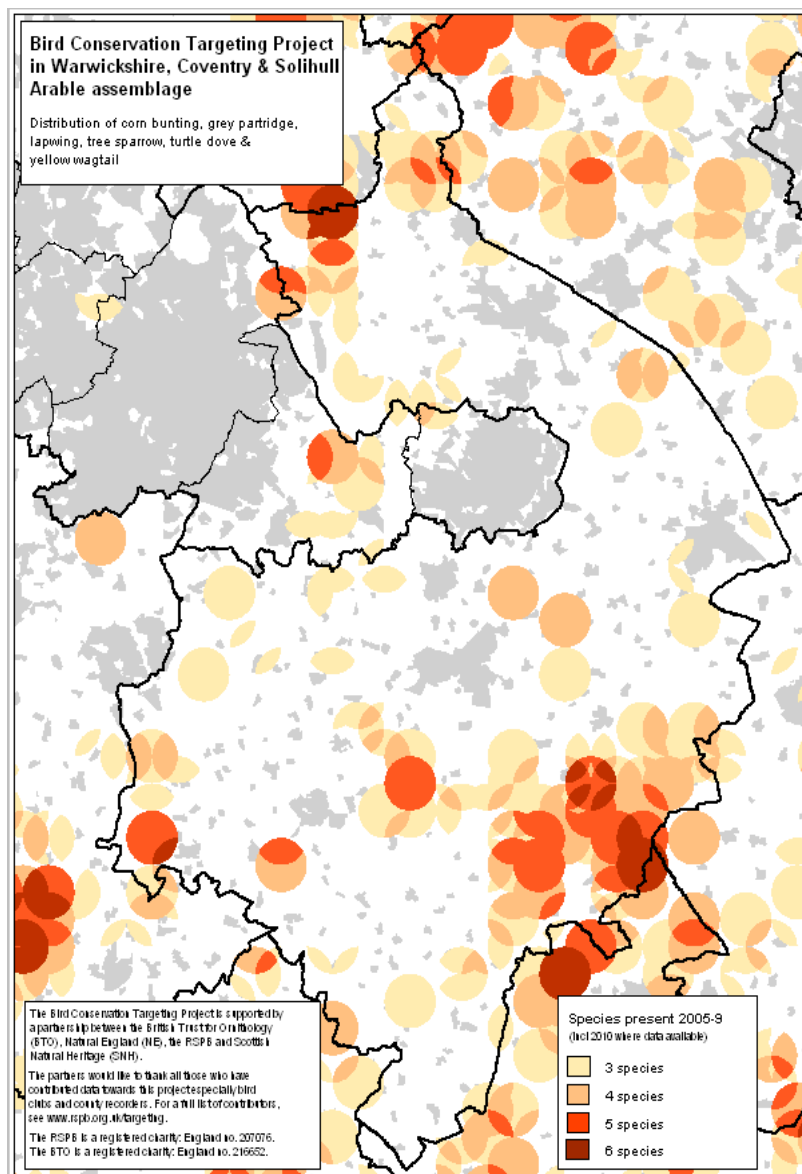 Bird Conservation Targeting Project
in Warwickshire, Coventry & Solihull
Arable assemblage
Distribution of corn bunting, grey partridge,
lapwing, tree sparrow, turtle dove &
yellow wagtail
The Bird Conservation Targeting Project is supported by
a partnership between the British Trust for Ornithology
(BTO), Natural England (NE), the RSPB and Scottish
Natural Heritage (SNH).
The partners would like to thank all those who have
contributed data towards this project especially bird
clubs and county recorders. For a full list of contributors,
see www.rspb.org.uk/targeting.
The RSPB is a registered charity: England no. 207076.
The BTO is a registered charity: England no. 216652.
Species present 2005-9
(Incl 2010 where data available)
3 species
4 species
5 species
6 species